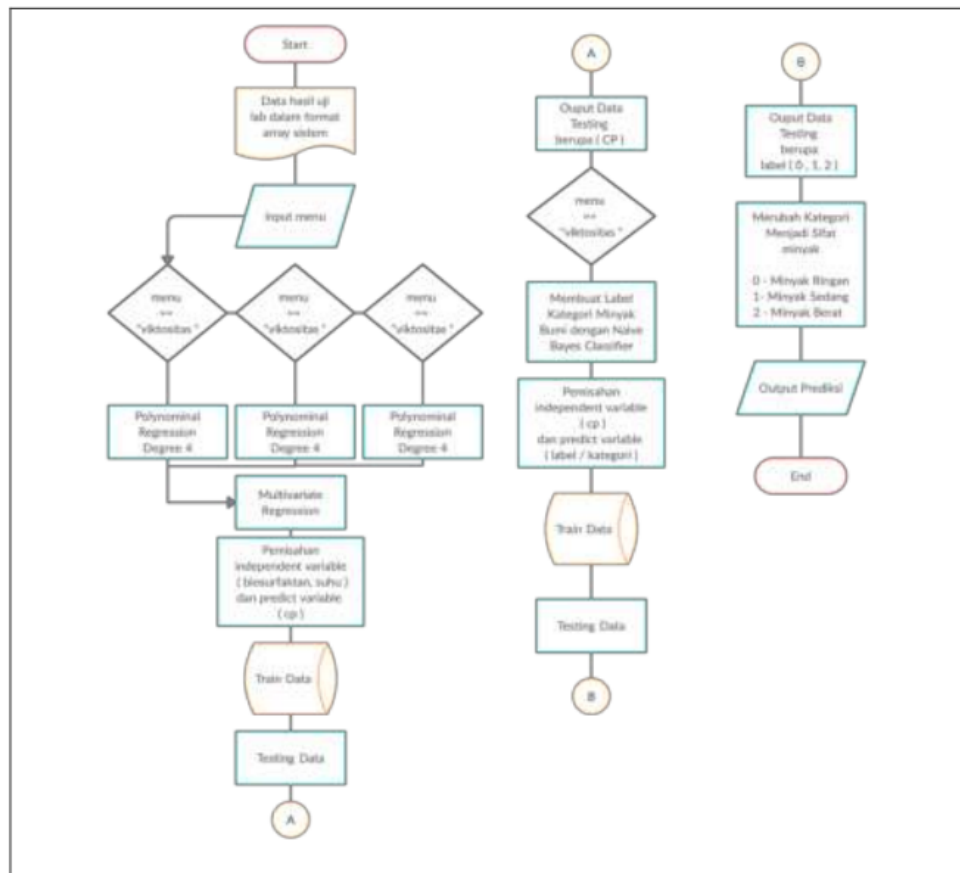 Start
Data hasil uji
lab dalam format
array sistem
Input menu
menu
==
"viktositas"
menu
==
"viktositas"
menu
==
"viktositas"
Polynominal
Regression
Degree 4
Polynominal
Regression
Degree 4
Polynominal
Regression
Degree 4
Multivariate
Regression
Pemisahan
independent variable
( biosurfaktan, suhu )
dan predict variable
( cp )
Train Data
Testing Data
A
A
Ouput Data
Testing
berupa ( CP )
menu
==
"viktositas"
Membuat Label
Kategori Minyak
Bumi dengan Naive
Bayes Classifier
Pemisahan
independent variable
( cp )
dan predict variable
( label / kategori )
Train Data
Testing Data
B
B
Ouput Data
Testing
berupa
label ( 0 , 1, 2 )
Merubah Kategori
Menjadi Sifat
minyak
0 - Minyak Ringan
1- Minyak Sedang
2 - Minyak Berat
Output Prediksi
End